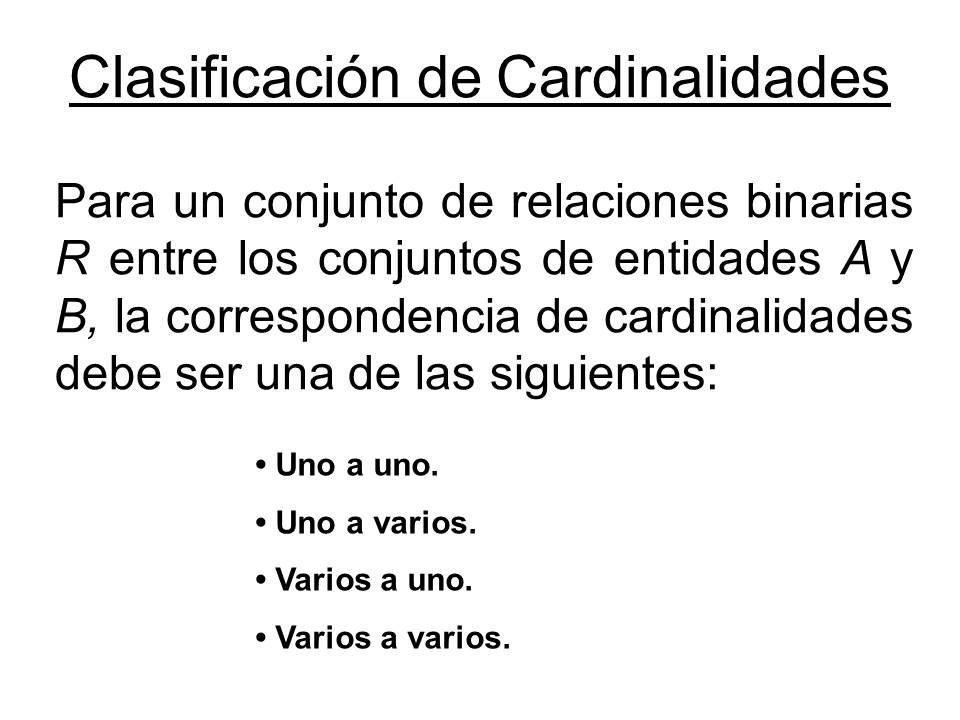 Clasificación de Cardinalidades
Para un conjunto de relaciones binarias
R entre los conjuntos de entidades A y
B, la correspondencia de cardinalidades
debe ser una de las siguientes:
• Uno a uno.
• Uno a varios.
• Varios a uno.
• Varios a varios.